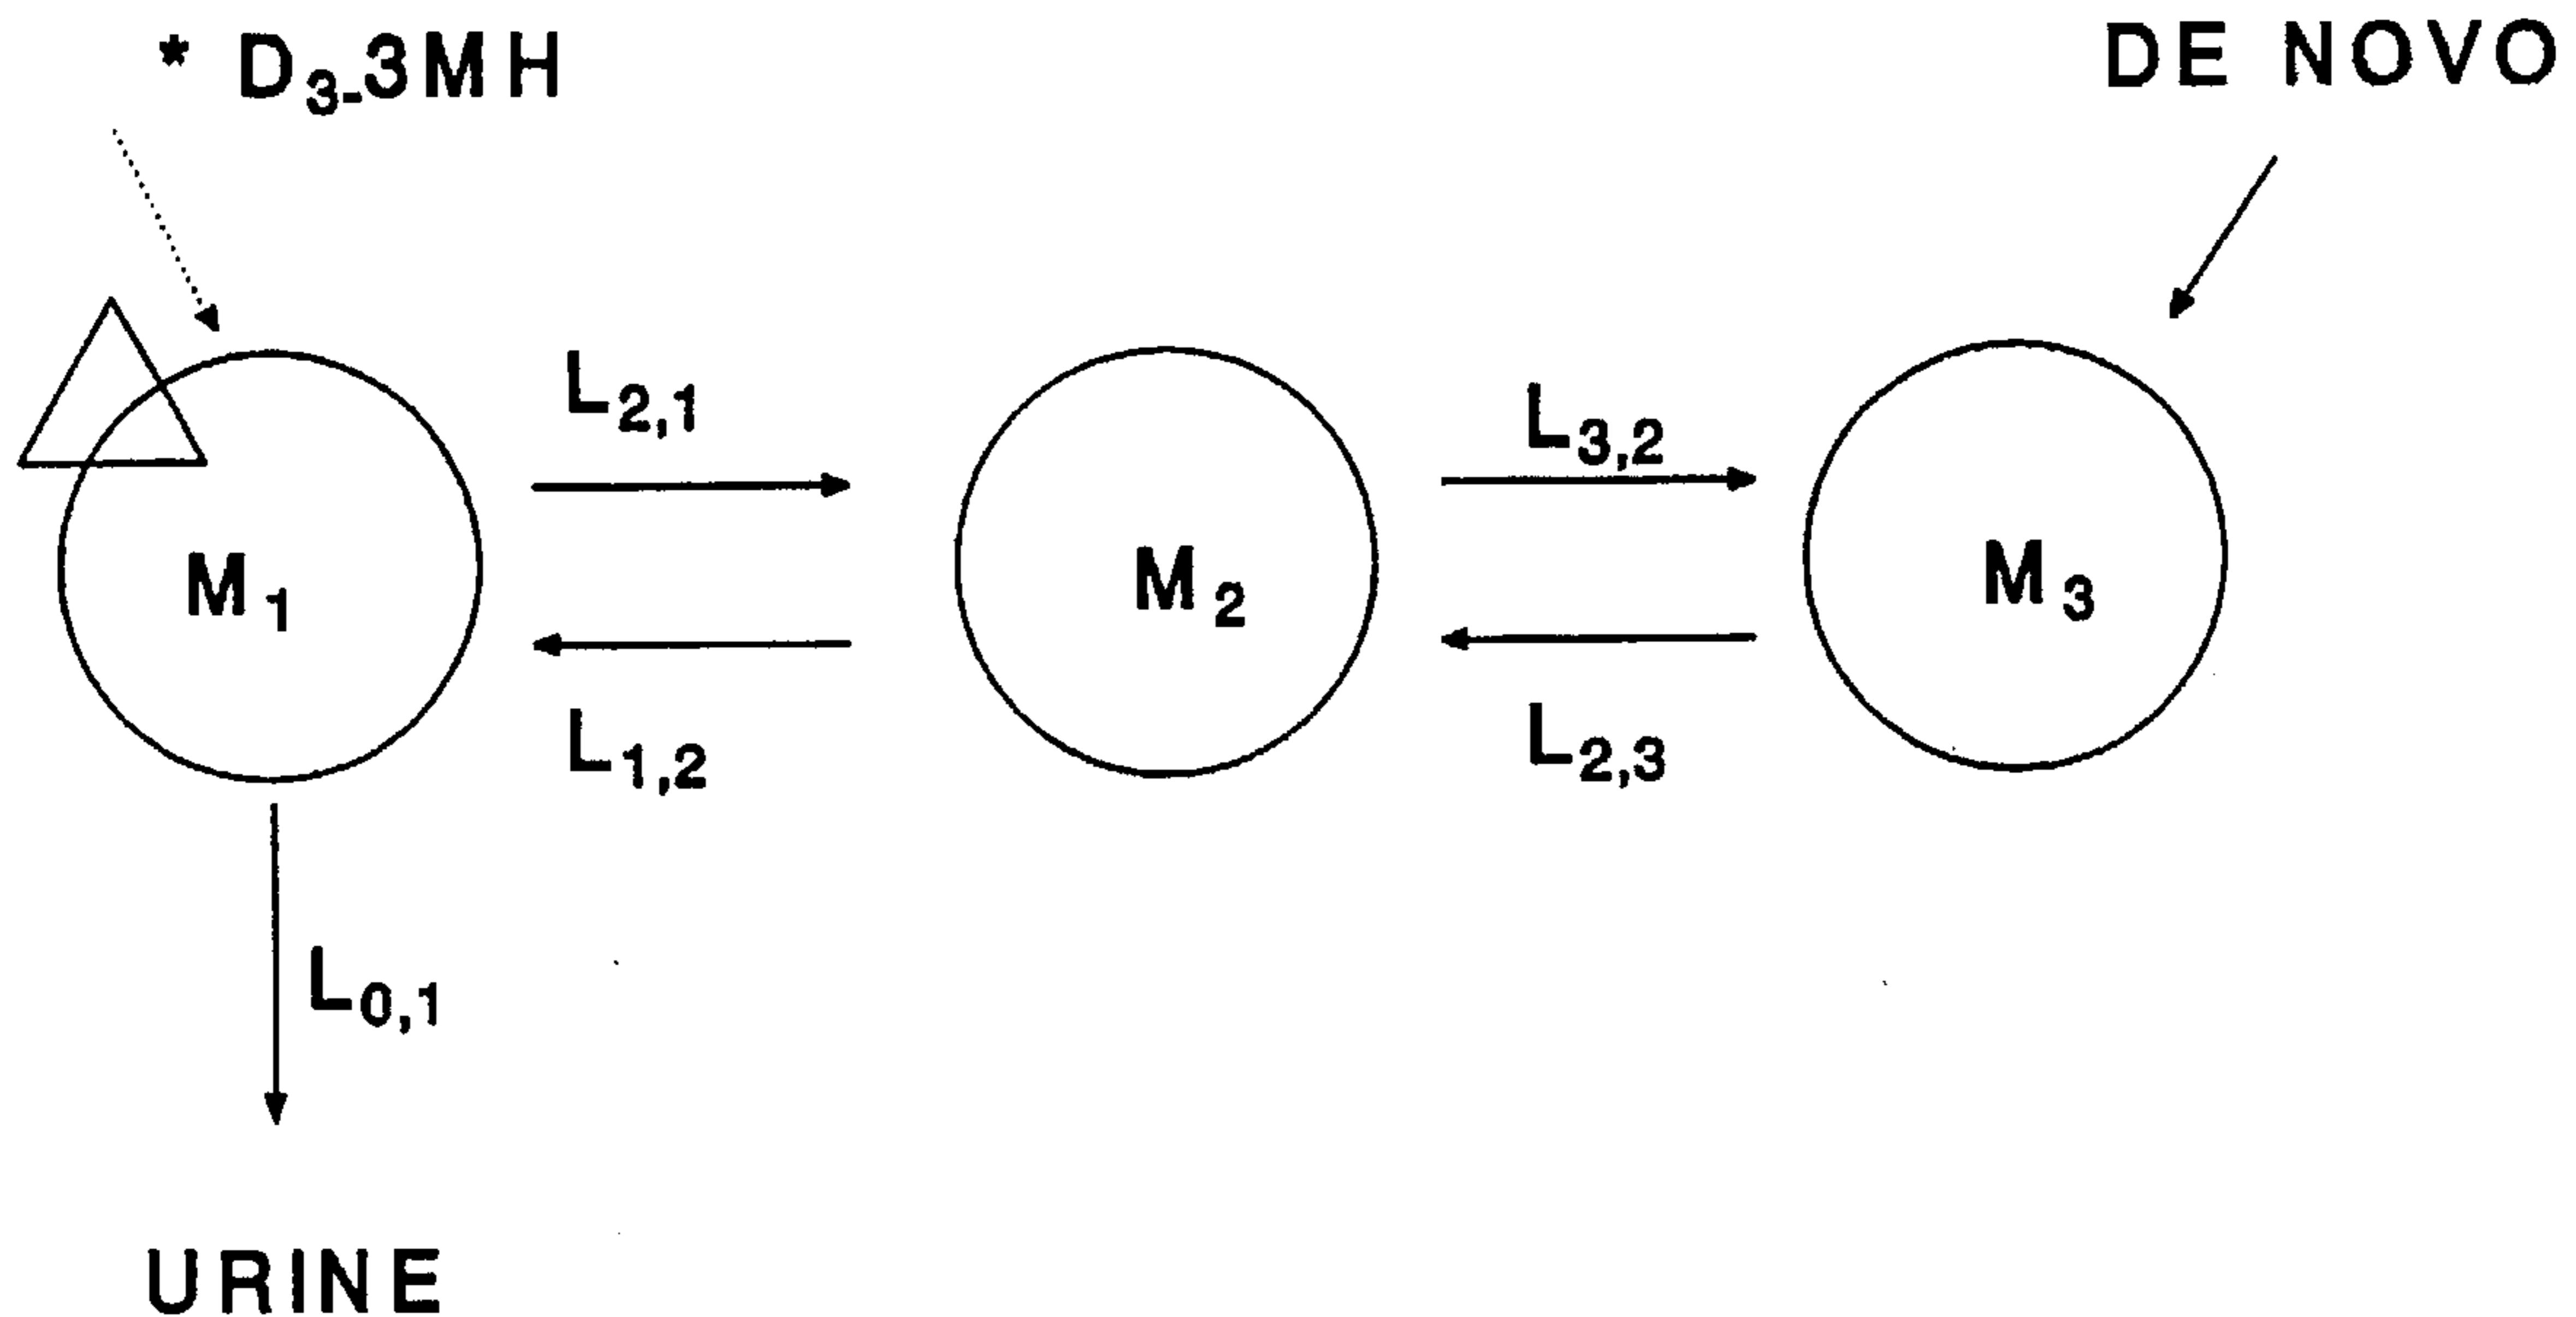 * D3-3MH
DE NOVO
L2,1
L3,2
M1
M2
M3
L1,2
L2,3
L0,1
URINE